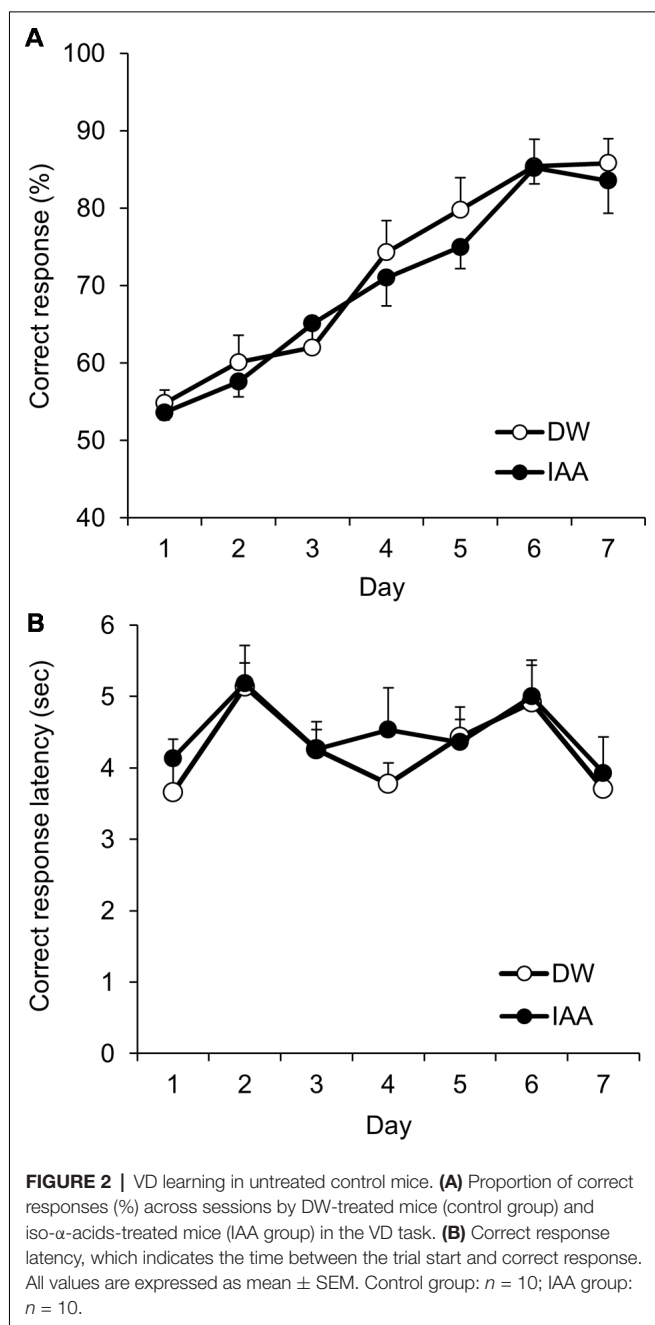 A
100
90
80
70
60
50
40
Correct response (%)
DW
IAA
1 2 3 4 5 6 7
Day
B
6
5
4
3
2
1
0
Correct response latency (sec)
DW
IAA
1 2 3 4 5 6 7
Day
FIGURE 2 | VD learning in untreated control mice. (A) Proportion of correct
responses (%) across sessions by DW-treated mice (control group) and
iso-α-acids-treated mice (IAA group) in the VD task. (B) Correct response
latency, which indicates the time between the trial start and correct response.
All values are expressed as mean ± SEM. Control group: n = 10; IAA group:
n = 10.